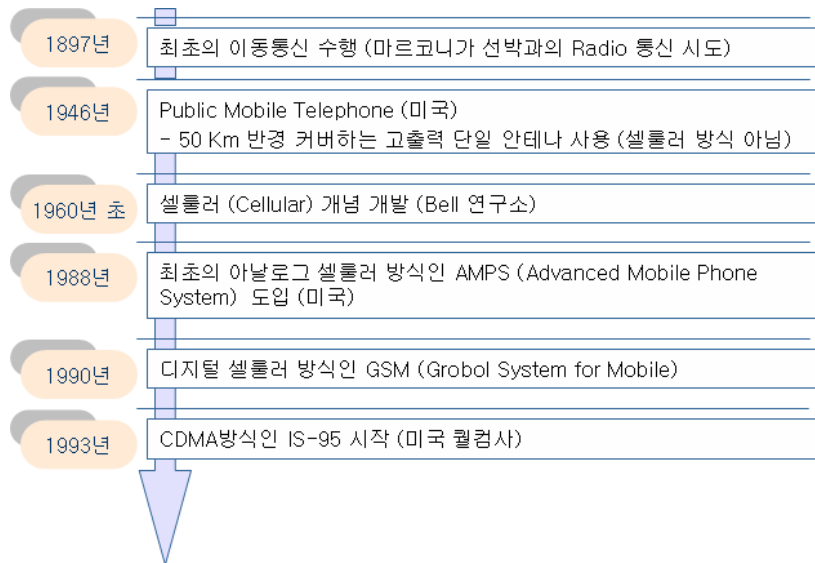 1897년
최초의 이동통신 수행 (마르코니가 선박과의 Radio 통신 시도)
1946년
Public Mobile Telephone (미국)
- 50 Km 반경 커버하는 고출력 단일 안테나 사용 (셀룰러 방식 아님)
1960년 초
셀룰러 (Cellular) 개념 개발 (Bell 연구소)
1988년
최초의 아날로그 셀룰러 방식인 AMPS (Advanced Mobile Phone
System) 도입 (미국)
1990년
디지털 셀룰러 방식인 GSM (Grobol System for Mobile)
1993년
CDMA방식인 IS-95 시작 (미국 퀄컴사)